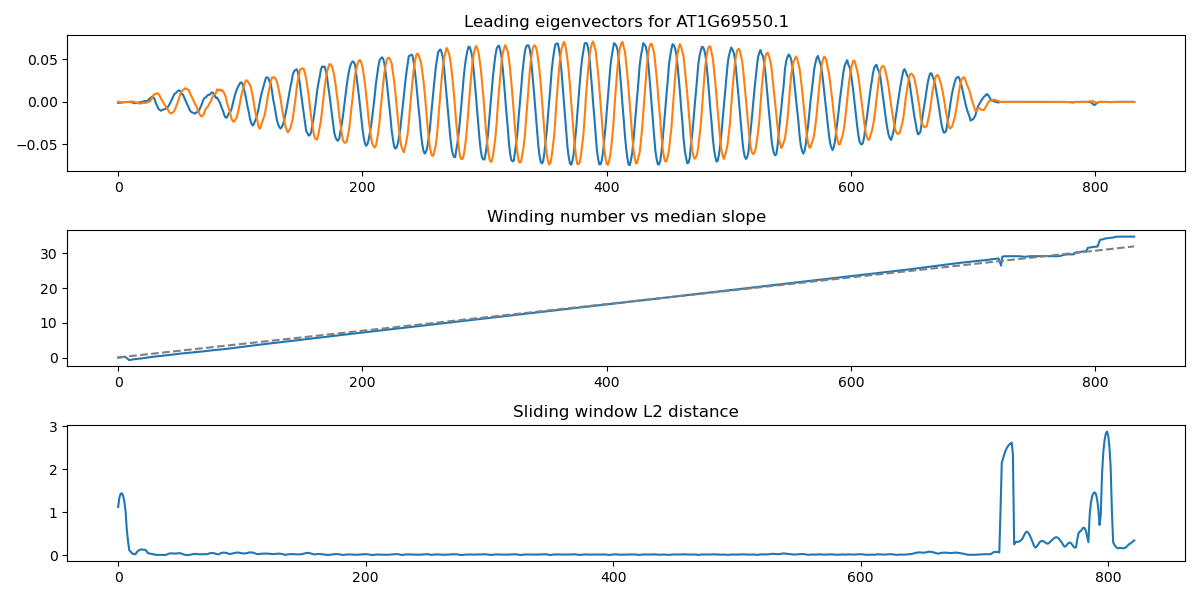 Leading eigenvectors for AT1G69550.1
0.05
0.00
−0.05
0 200 400 600 800
Winding number vs median slope
30
20
10
0
0 200 400 600 800
Sliding window L2 distance
3
2
1
0
0 200 400 600 800